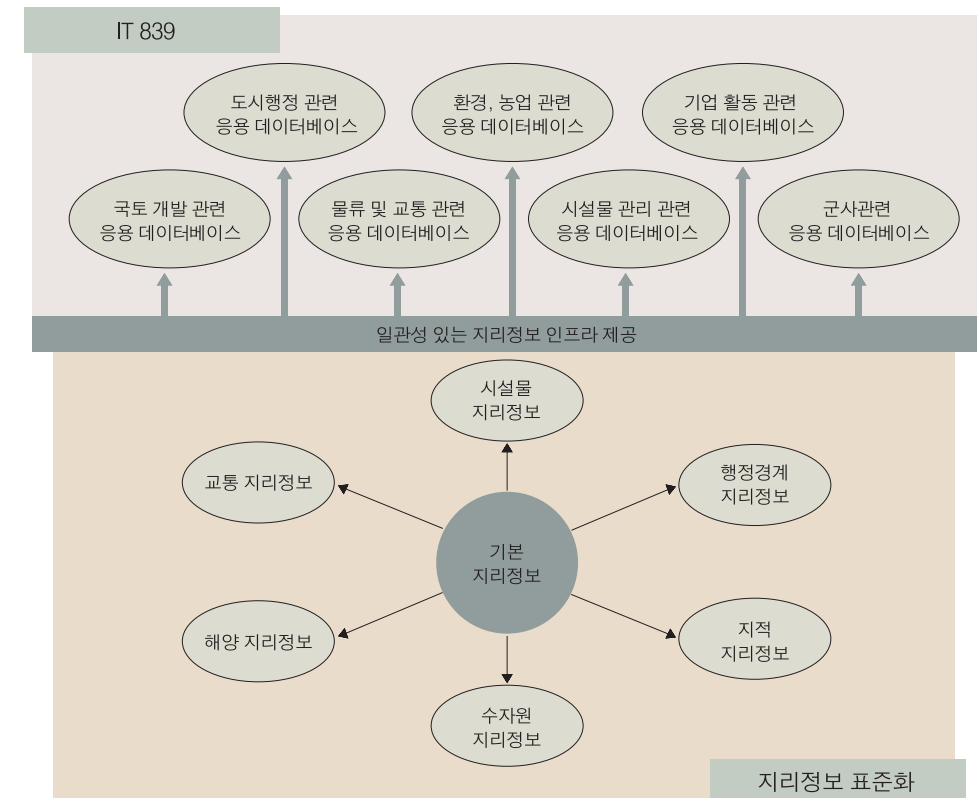 IT 839
도시행정 관련
응용 데이터베이스
환경, 농업 관련
응용 데이터베이스
기업 활동 관련
응용 데이터베이스
국토 개발 관련
응용 데이터베이스
물류 및 교통 관련
응용 데이터베이스
시설물 관리 관련
응용 데이터베이스
군사관련
응용 데이터베이스
일관성 있는 지리정보 인프라 제공
시설물
지리정보
교통 지리정보
행정경계
지리정보
기본
지리정보
해양 지리정보
지적
지리정보
수자원
지리정보
지리정보 표준화